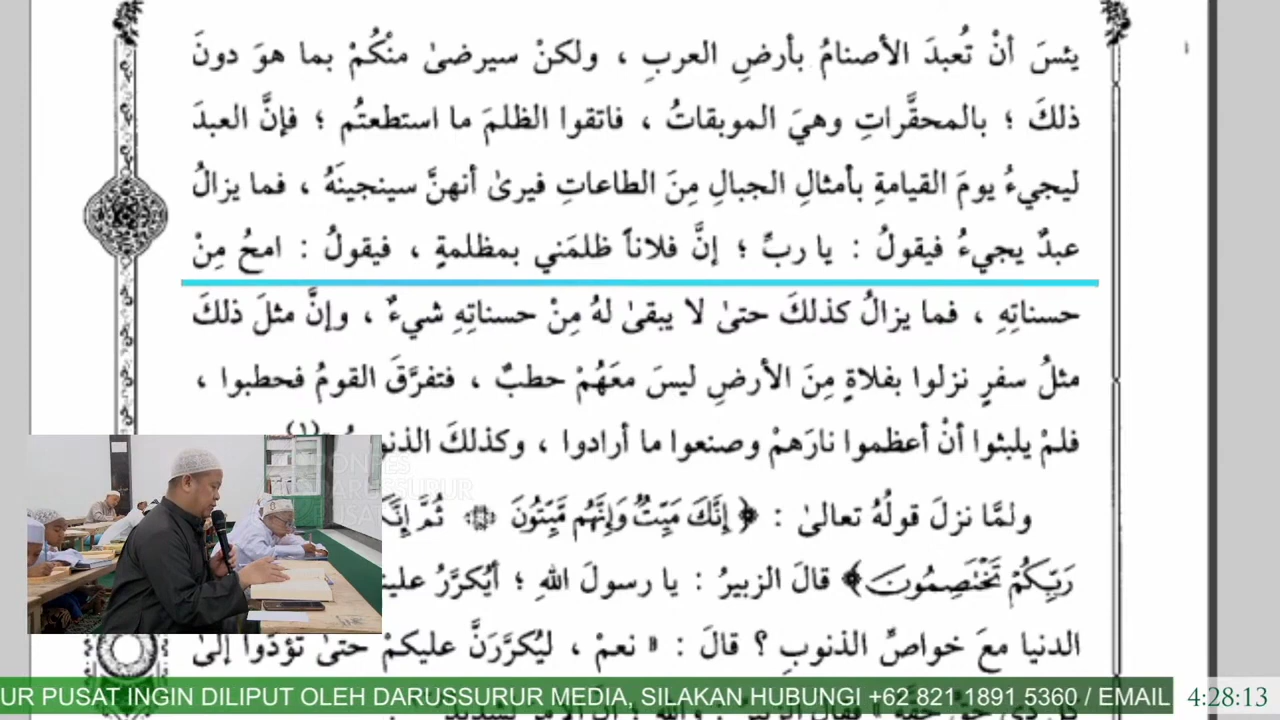 يئسَ أنْ تُعبدَ الأصنامُ بأرضِ العربِ ، ولكنْ سيرضىٰ منْكُمْ بما هوَ دونَ
ذلكَ ؛ بالمحقَّراتِ وهيَ الموبقاتُ ، فاتقوا الظلمَ ما استطعتُم ؛ فإنَّ العبدَ
ليجيءُ يومَ القيامةِ بأمثالِ الجبالِ مِنَ الطاعاتِ فيرىٰ أنهنَّ سينجينَهُ ، فما يزالُ
عبدٌ يجيءُ فيقولُ : يا ربِّ ؛ إنَّ فلاناً ظلمَني بمظلمةٍ ، فيقولُ : امحُ مِنْ
حسناتِهِ ، فما يزالُ كذلكَ حتىٰ لا يبقىٰ لهُ مِنْ حسناتِهِ شيءٌ ، وإنَّ مثلَ ذلكَ
مثلُ سفرٍ نزلوا بفلاةٍ مِنَ الأرضِ ليسَ معَهُمْ حطبٌ ، فتفرَّقَ القومُ فحطبوا ،
فلمْ يلبثوا أنْ أعظموا نارَهمْ وصنعوا ما أرادوا ، وكذلكَ
ولمَّا نزلَ قولُهُ تعالىٰ : ﴿ إِنَّكَ مَيِّتٌ وَإِنَّهُم مَّيِّتُونَ ۝ ثُمَّ
رَبِّكُمْ تَخْتَصِمُونَ ﴾ قالَ الزبيرُ : يا رسولَ اللهِ ؛ أيُكرَّرُ
الدنيا معَ خواصِّ الذنوبِ ؟ قالَ : « نعمْ ، ليُكرَّرَنَّ عليكمْ حتىٰ تؤدّوا إلىٰ
UR PUSAT INGIN DILIPUT OLEH DARUSSURUR MEDIA, SILAKAN HUBUNGI +62 821 1891 5360 / EMAIL
4:28:13